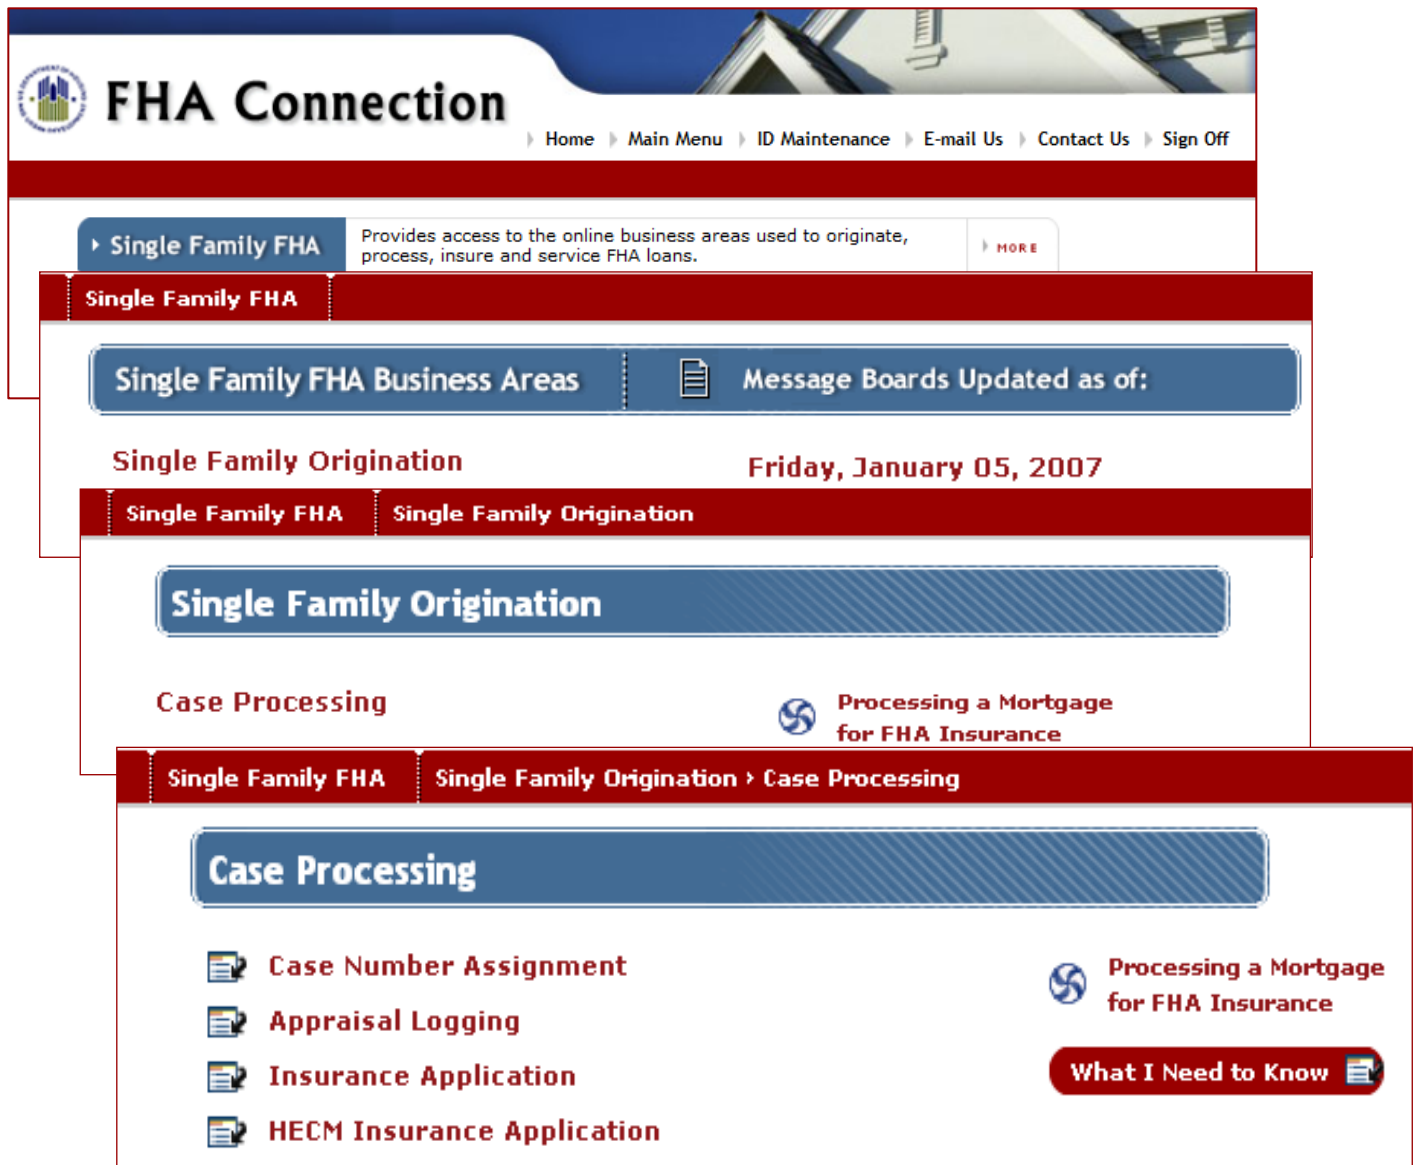 FHA Connection
Home Main Menu ID Maintenance E-mail Us Contact Us Sign Off
Single Family FHA
Provides access to the online business areas used to originate,
process, insure and service FHA loans.
MORE
Single Family FHA
Single Family FHA Business Areas
Message Boards Updated as of:
Single Family Origination
Friday, January 05, 2007
Single Family FHA Single Family Origination
Single Family Origination
Case Processing
Processing a Mortgage
for FHA Insurance
Single Family FHA Single Family Origination › Case Processing
Case Processing
Case Number Assignment
Appraisal Logging
Insurance Application
HECM Insurance Application
Processing a Mortgage
for FHA Insurance
What I Need to Know